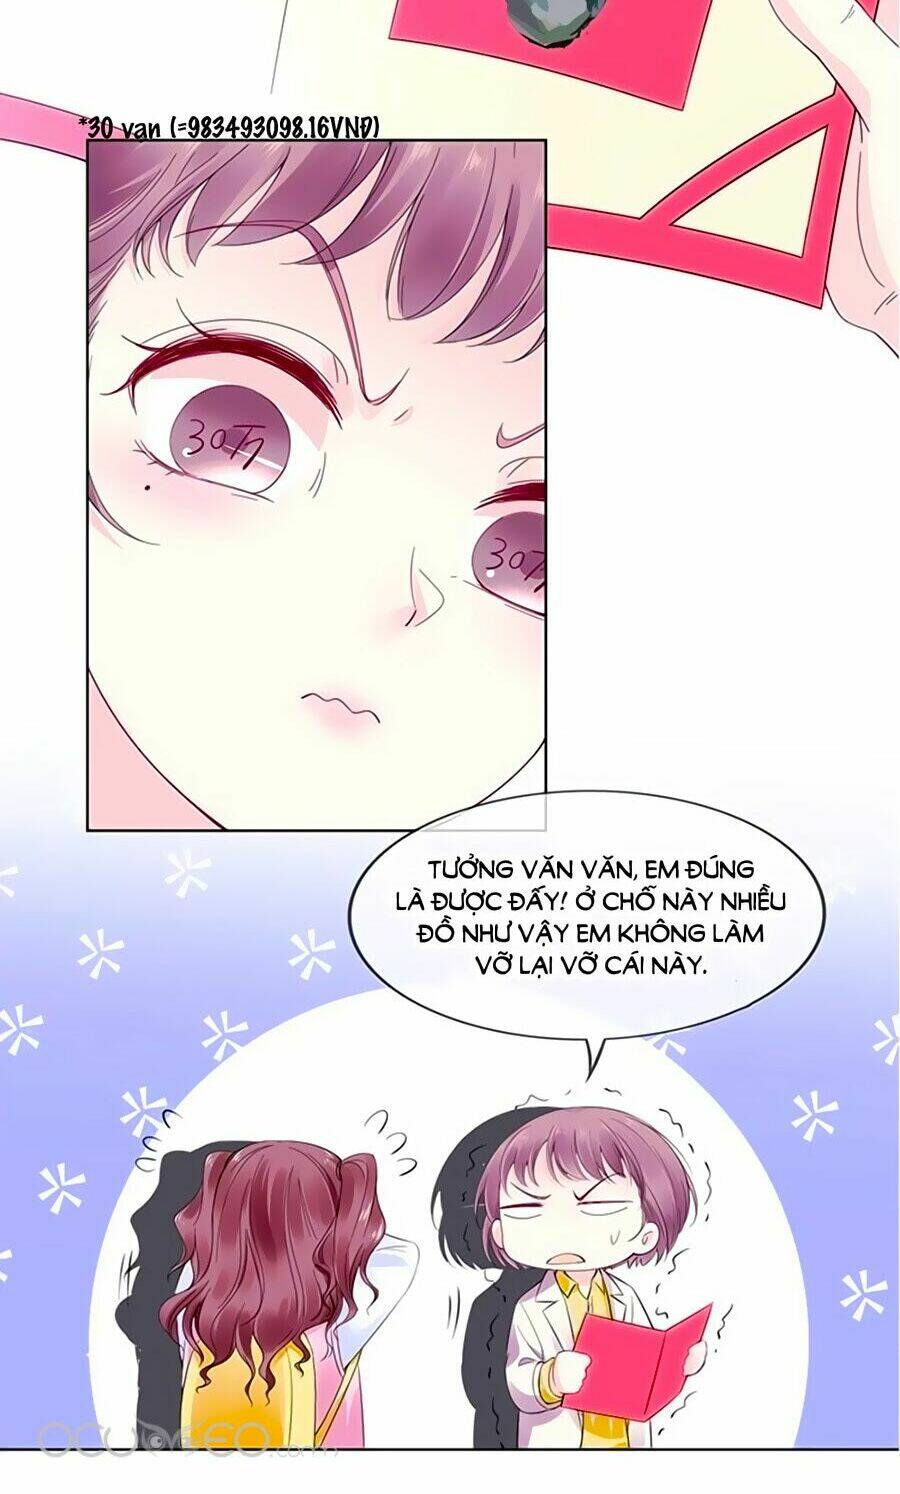 *30 vạn (=983493098.16VNĐ)
30万
30万
TƯỞNG VĂN VĂN, EM ĐÚNG
LÀ ĐƯỢC ĐẤY! Ở CHỖ NÀY NHIỀU
ĐỒ NHƯ VẬY EM KHÔNG LÀM
VỠ LẠI VỠ CÁI NÀY.